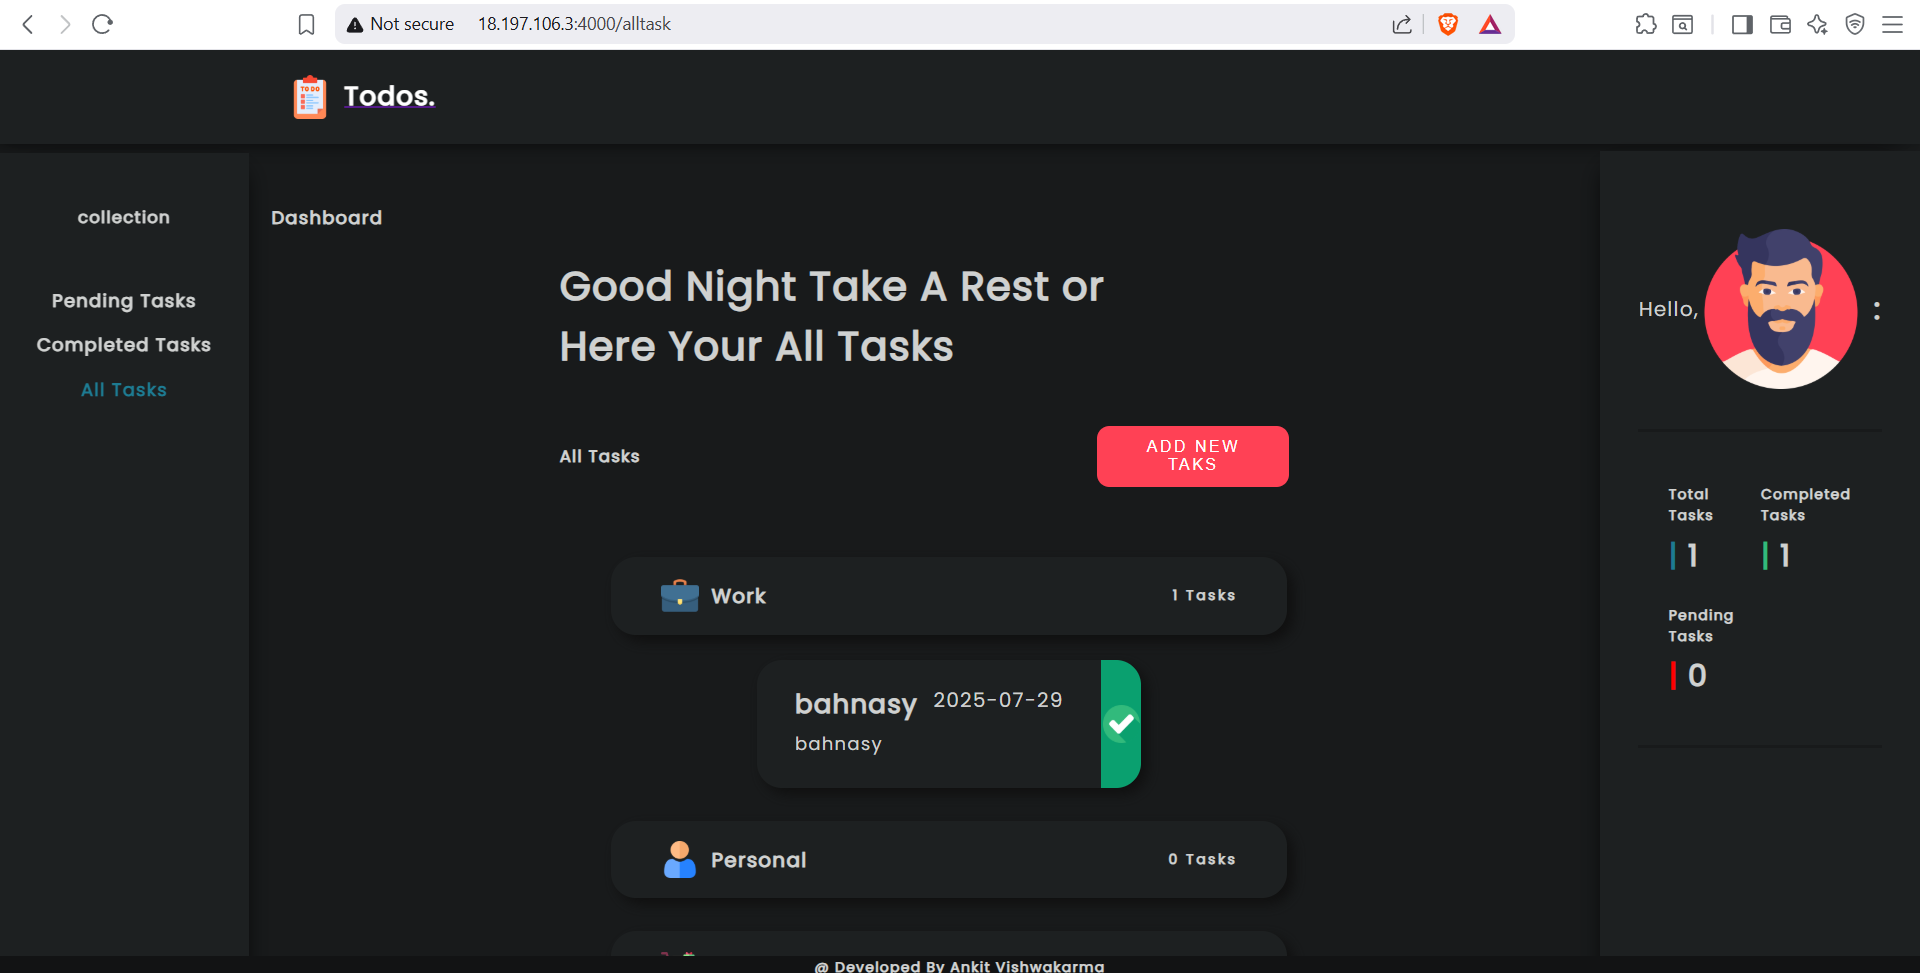 Not secure 18.197.106.3:4000/alltask
TO DO
Todos.
collection
Pending Tasks
Completed Tasks
All Tasks
Dashboard
Good Night Take A Rest or
Here Your All Tasks
All Tasks
ADD NEW
TAKS
Work
1 Tasks
bahnasy 2025-07-29
bahnasy
Personal
0 Tasks
Hello,
Total
Tasks
1
Completed
Tasks
1
Pending
Tasks
0
@ Developed By Ankit Vishwakarma